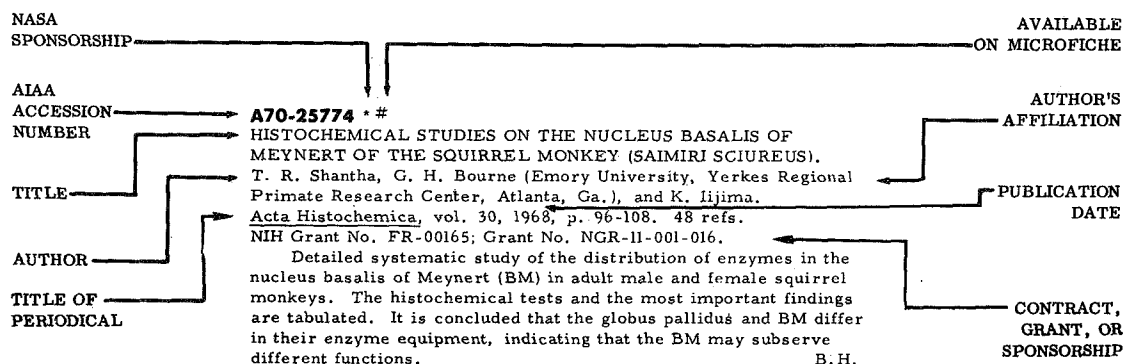 NASA
SPONSORSHIP
AVAILABLE
ON MICROFICHE
AIAA
ACCESSION
NUMBER
TITLE
AUTHOR
TITLE OF
PERIODICAL
A70-25774 * #
HISTOCHEMICAL STUDIES ON THE NUCLEUS BASALIS OF
MEYNERT OF THE SQUIRREL MONKEY (SAIMIRI SCIUREUS).
T. R. Shantha, G. H. Bourne (Emory University, Yerkes Regional
Primate Research Center, Atlanta, Ga.), and K. Iijima.
Acta Histochemica, vol. 30, 1968, p. 96-108. 48 refs.
NIH Grant No. FR-00165; Grant No. NGR-11-001-016.
Detailed systematic study of the distribution of enzymes in the
nucleus basalis of Meynert (BM) in adult male and female squirrel
monkeys. The histochemical tests and the most important findings
are tabulated. It is concluded that the globus pallidus and BM differ
in their enzyme equipment, indicating that the BM may subserve
different functions. B.H.
AUTHOR'S
AFFILIATION
PUBLICATION
DATE
CONTRACT,
GRANT, OR
SPONSORSHIP